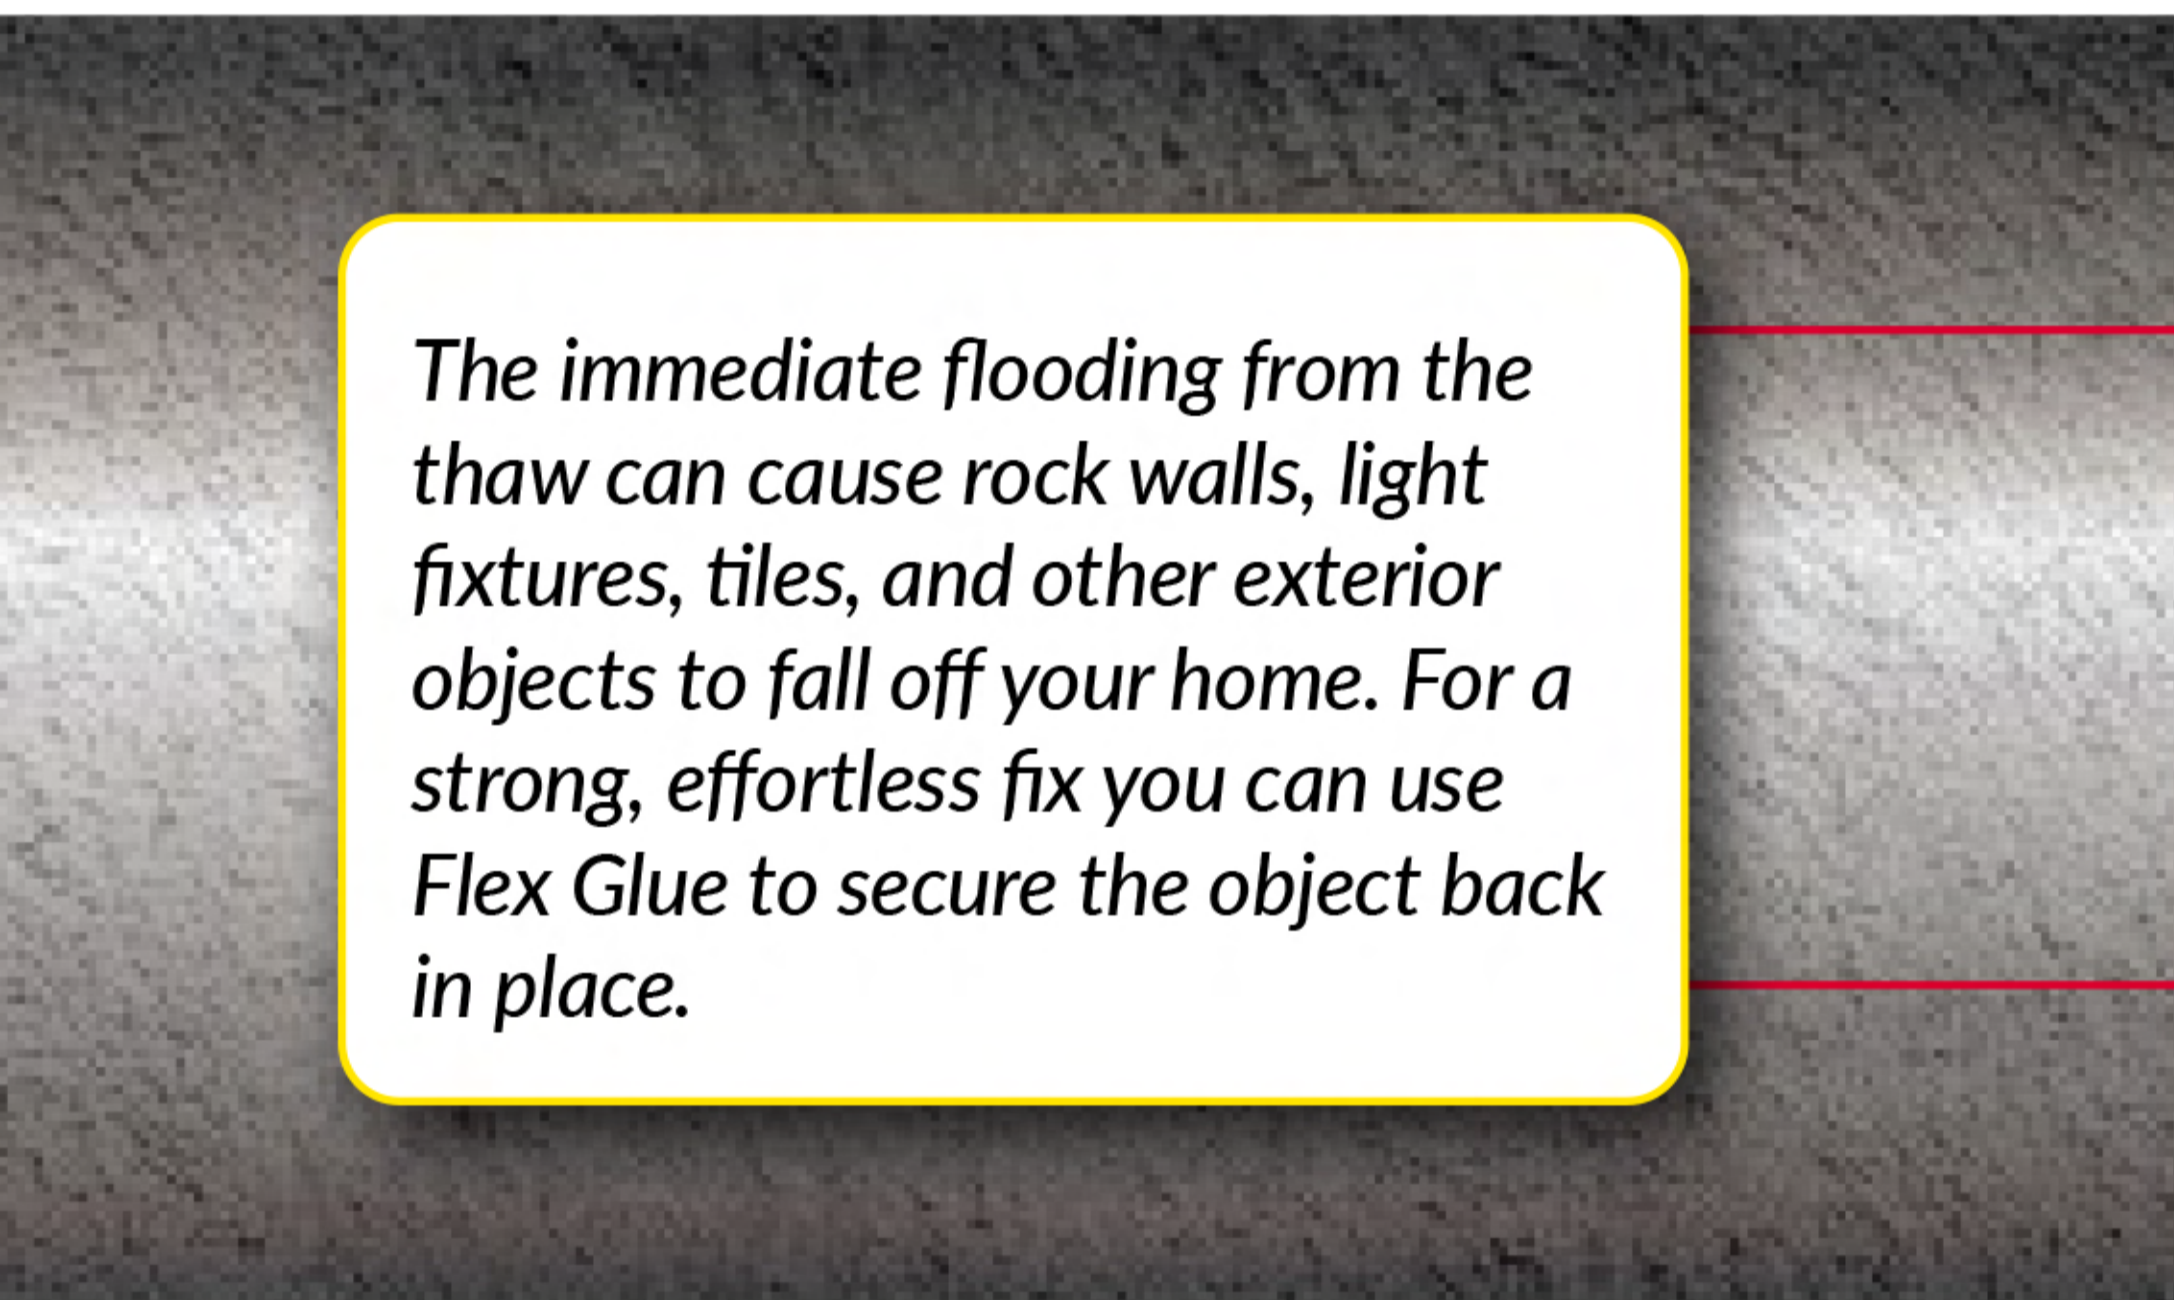 The immediate flooding from the
thaw can cause rock walls, light
fixtures, tiles, and other exterior
objects to fall off your home. For a
strong, effortless fix you can use
Flex Glue to secure the object back
in place.